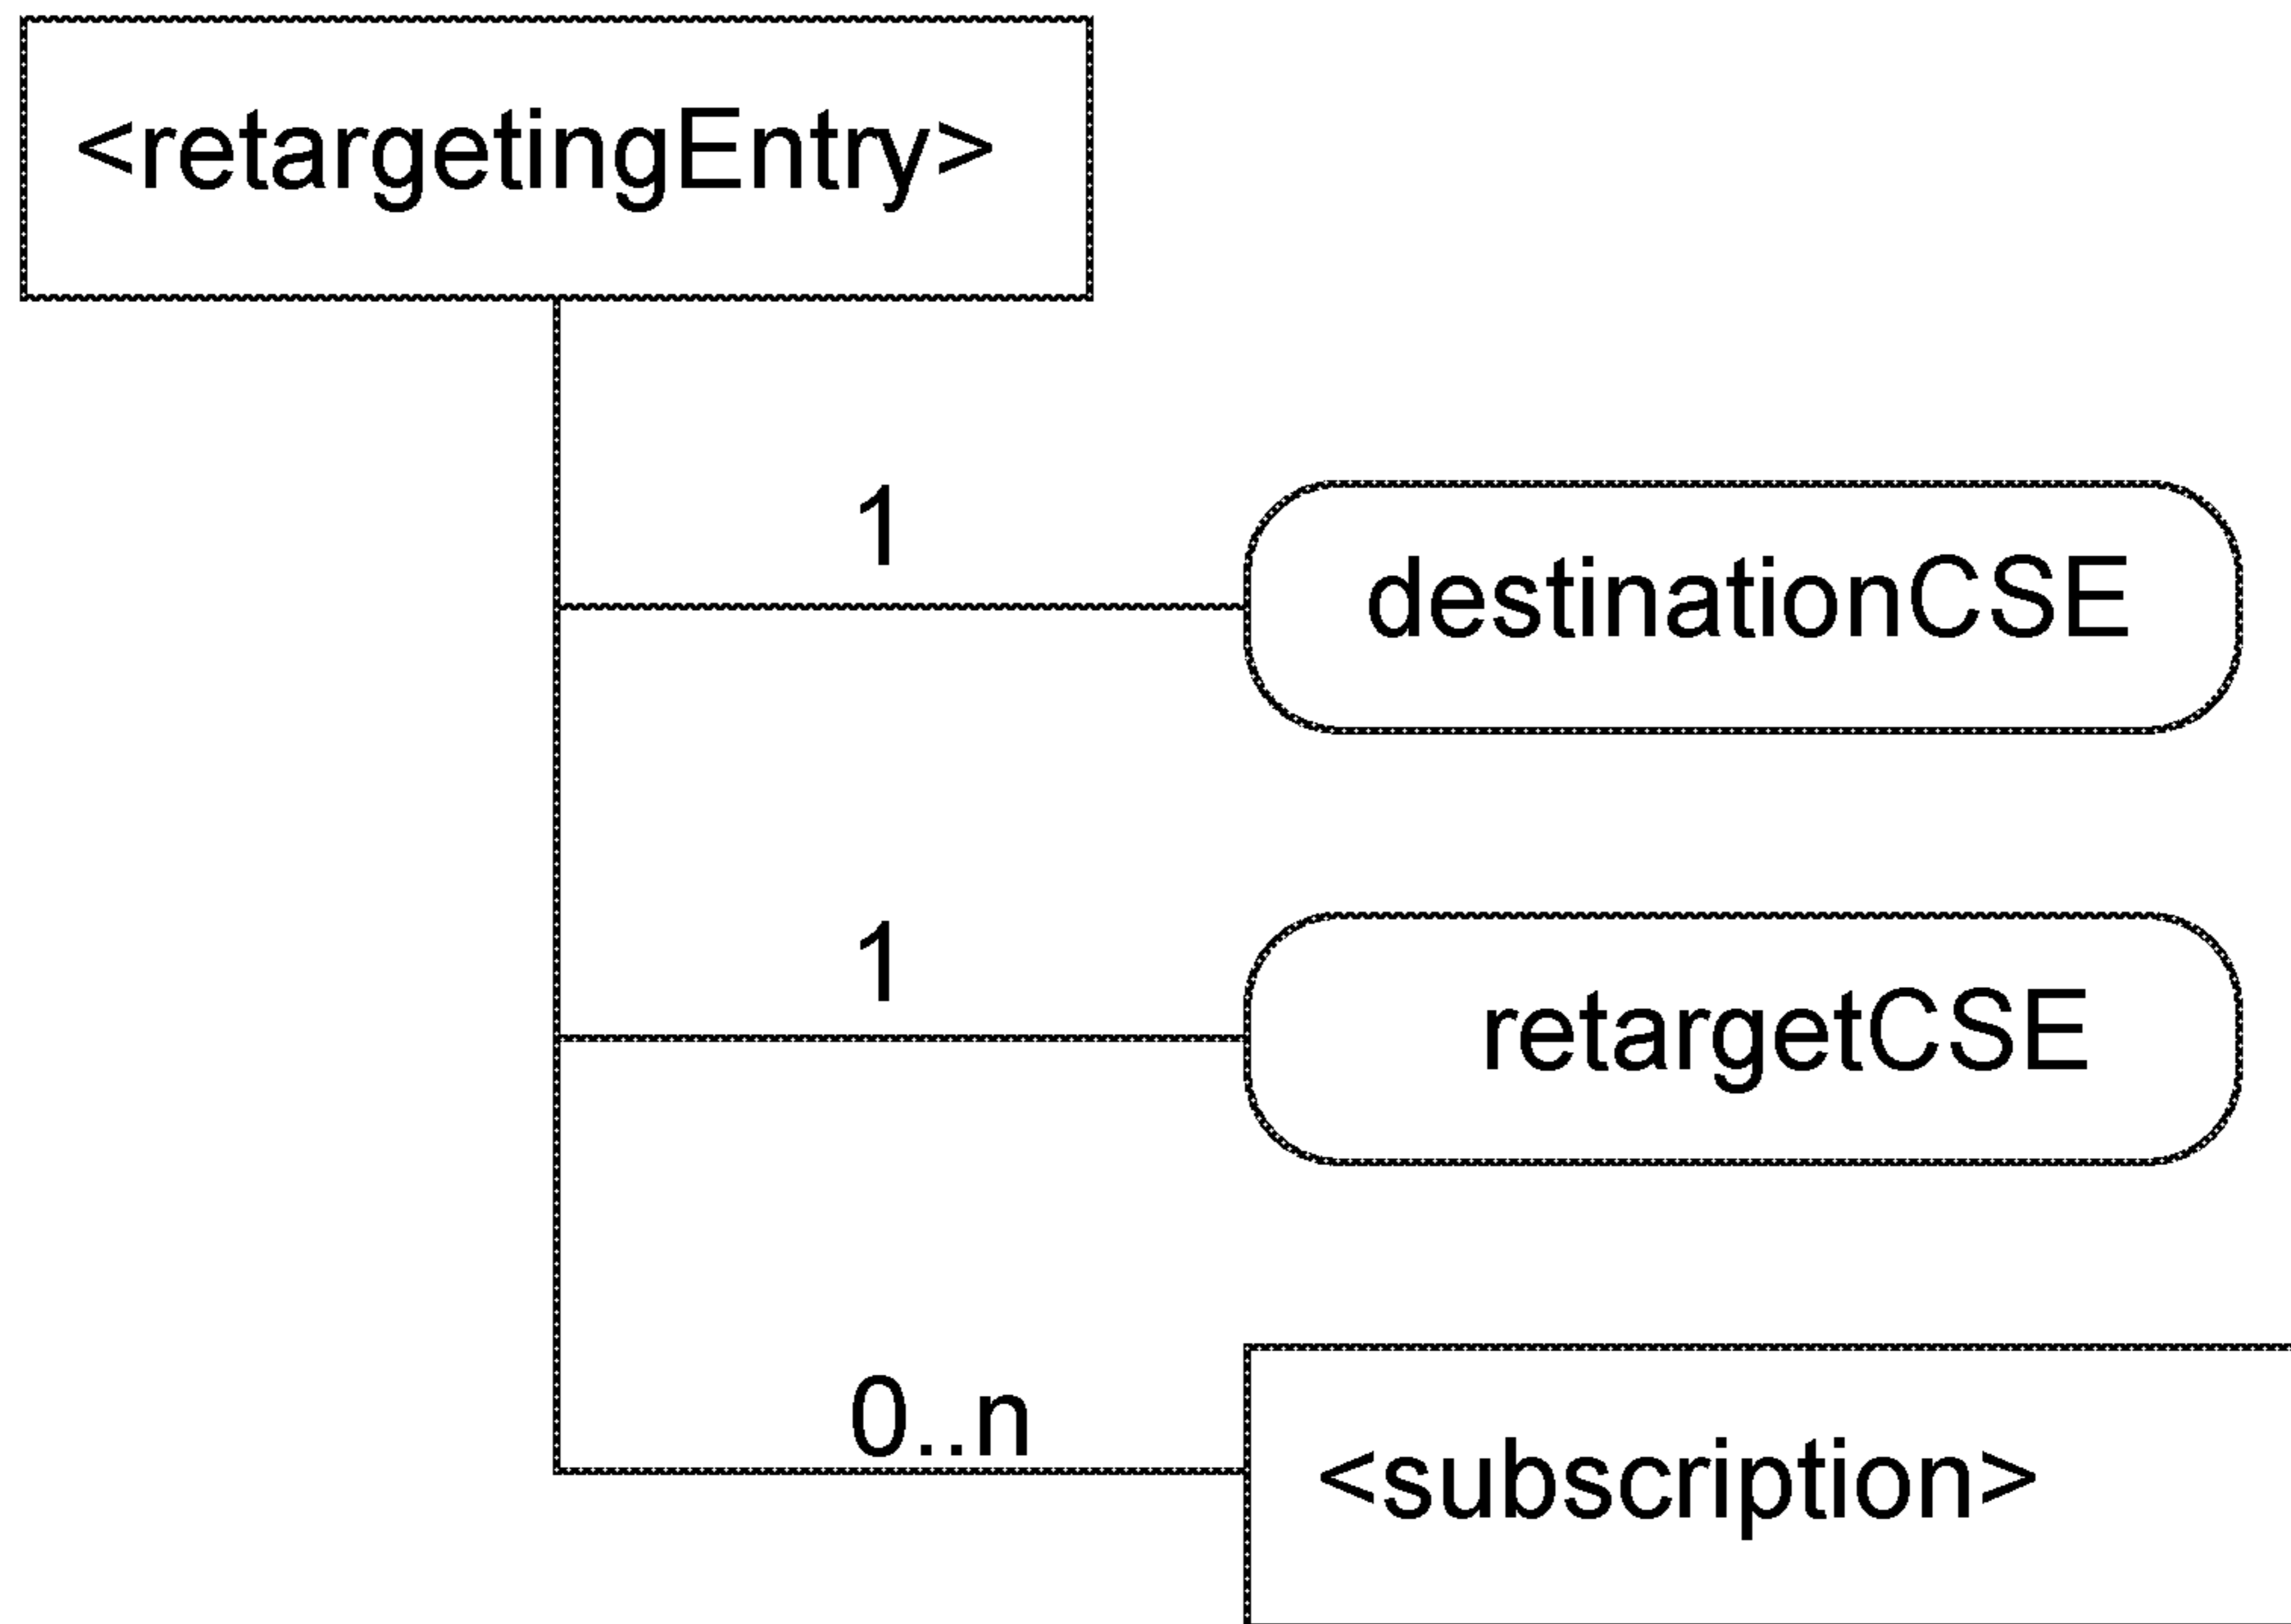 <retargetingEntry>
1
destinationCSE
1
retargetCSE
0..n
<subscription>